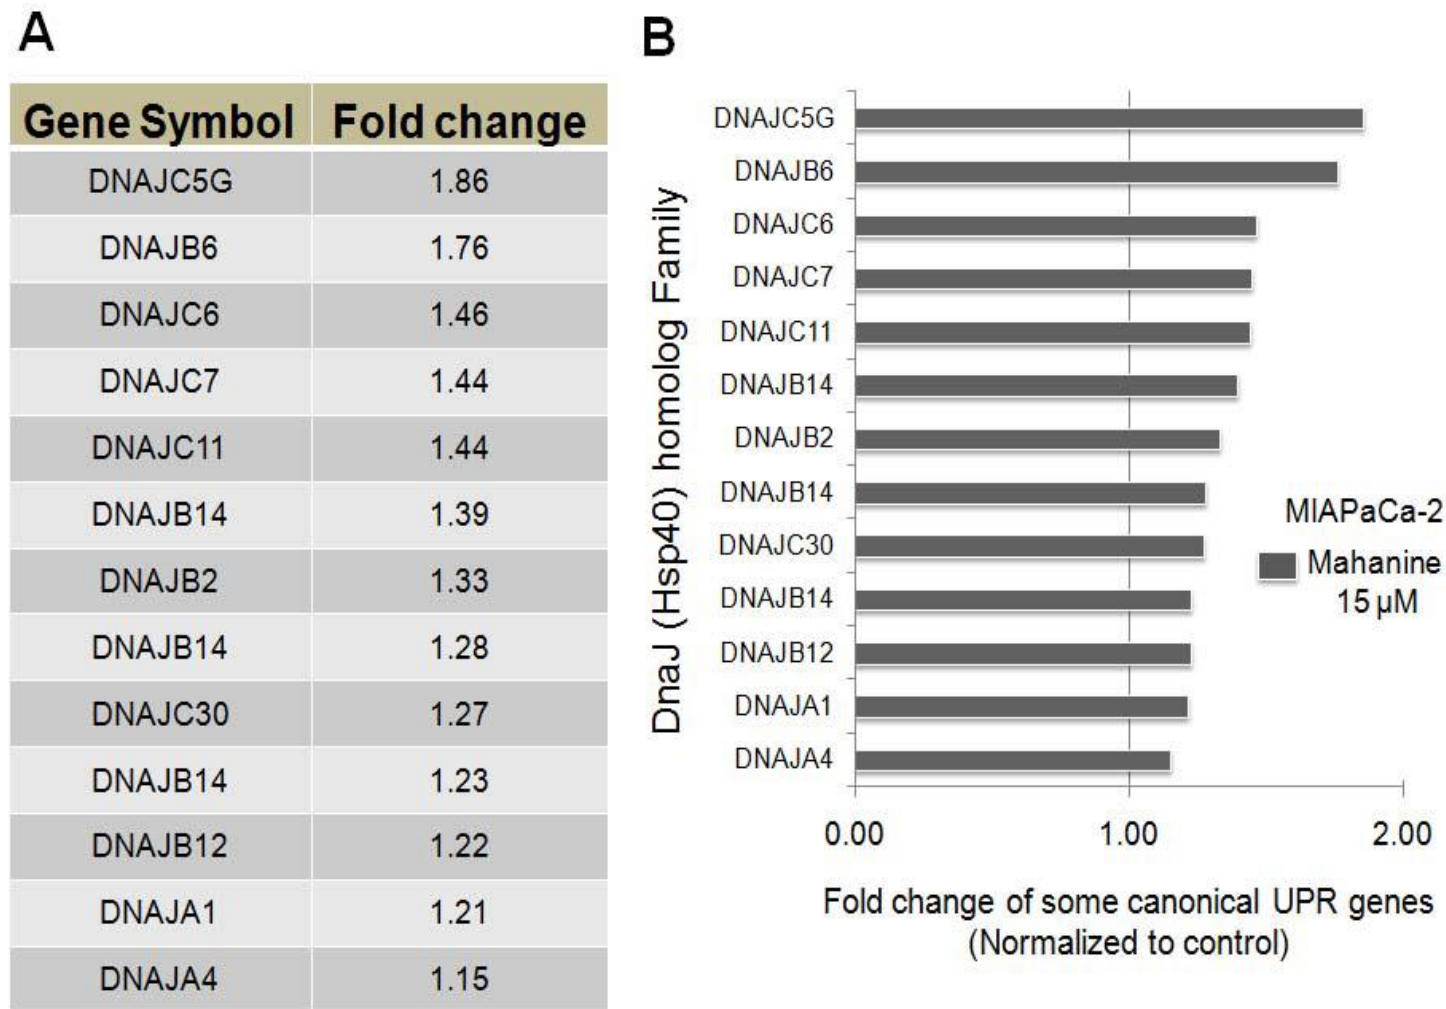 A
Gene Symbol Fold change
DNAJC5G 1.86
DNAJB6 1.76
DNAJC6 1.46
DNAJC7 1.44
DNAJC11 1.44
DNAJB14 1.39
DNAJB2 1.33
DNAJB14 1.28
DNAJC30 1.27
DNAJB14 1.23
DNAJB12 1.22
DNAJA1 1.21
DNAJA4 1.15
B
DnaJ (Hsp40) homolog Family
DNAJC5G
DNAJB6
DNAJC6
DNAJC7
DNAJC11
DNAJB14
DNAJB2
DNAJB14
DNAJC30
DNAJB14
DNAJB12
DNAJA1
DNAJA4
MIAPaCa-2
Mahanine
15 µM
0.00 1.00 2.00
Fold change of some canonical UPR genes
(Normalized to control)